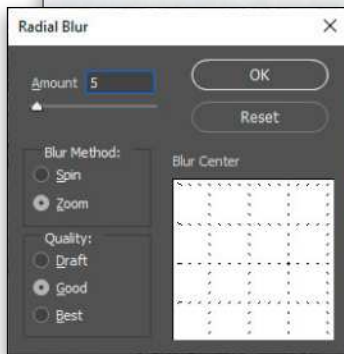 Radial Blur
Amount 5
OK
Reset
Blur Method:
Spin
Zoom
Blur Center
Quality:
Draft
Good
Best